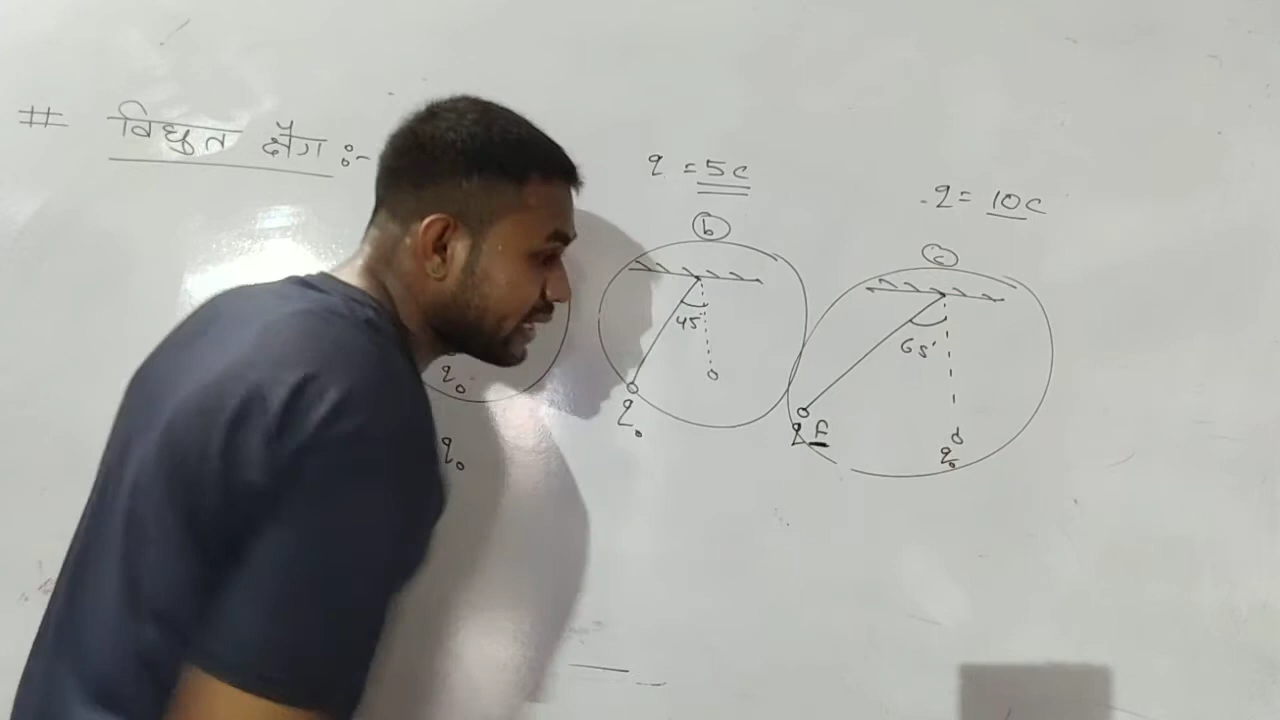 # विद्युत क्षेत्र :-
q = 5c
q = 10c
b
c
45°
65°
q₀
q₀
q₀
q₀